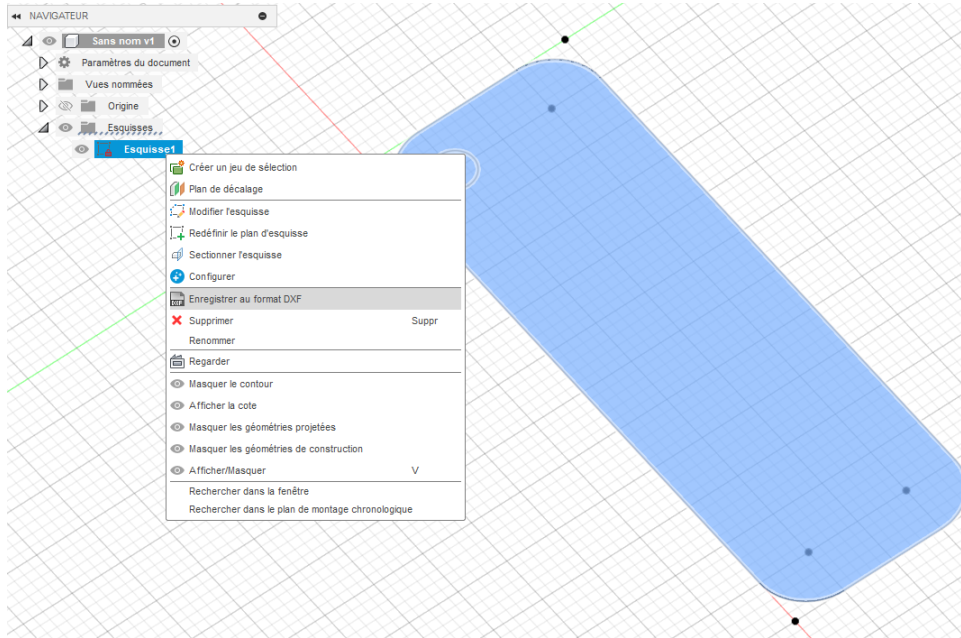 NAVIGATEUR
Sans nom v1
Paramètres du document
Vues nommées
Origine
Esquisses
Esquisse1
Créer un jeu de sélection
Plan de décalage
Modifier l'esquisse
Redéfinir le plan d'esquisse
Sectionner l'esquisse
Configurer
DXF Enregistrer au format DXF
Supprimer Suppr
Renommer
Regarder
Masquer le contour
Afficher la cote
Masquer les géométries projetées
Masquer les géométries de construction
Afficher/Masquer V
Rechercher dans la fenêtre
Rechercher dans le plan de montage chronologique